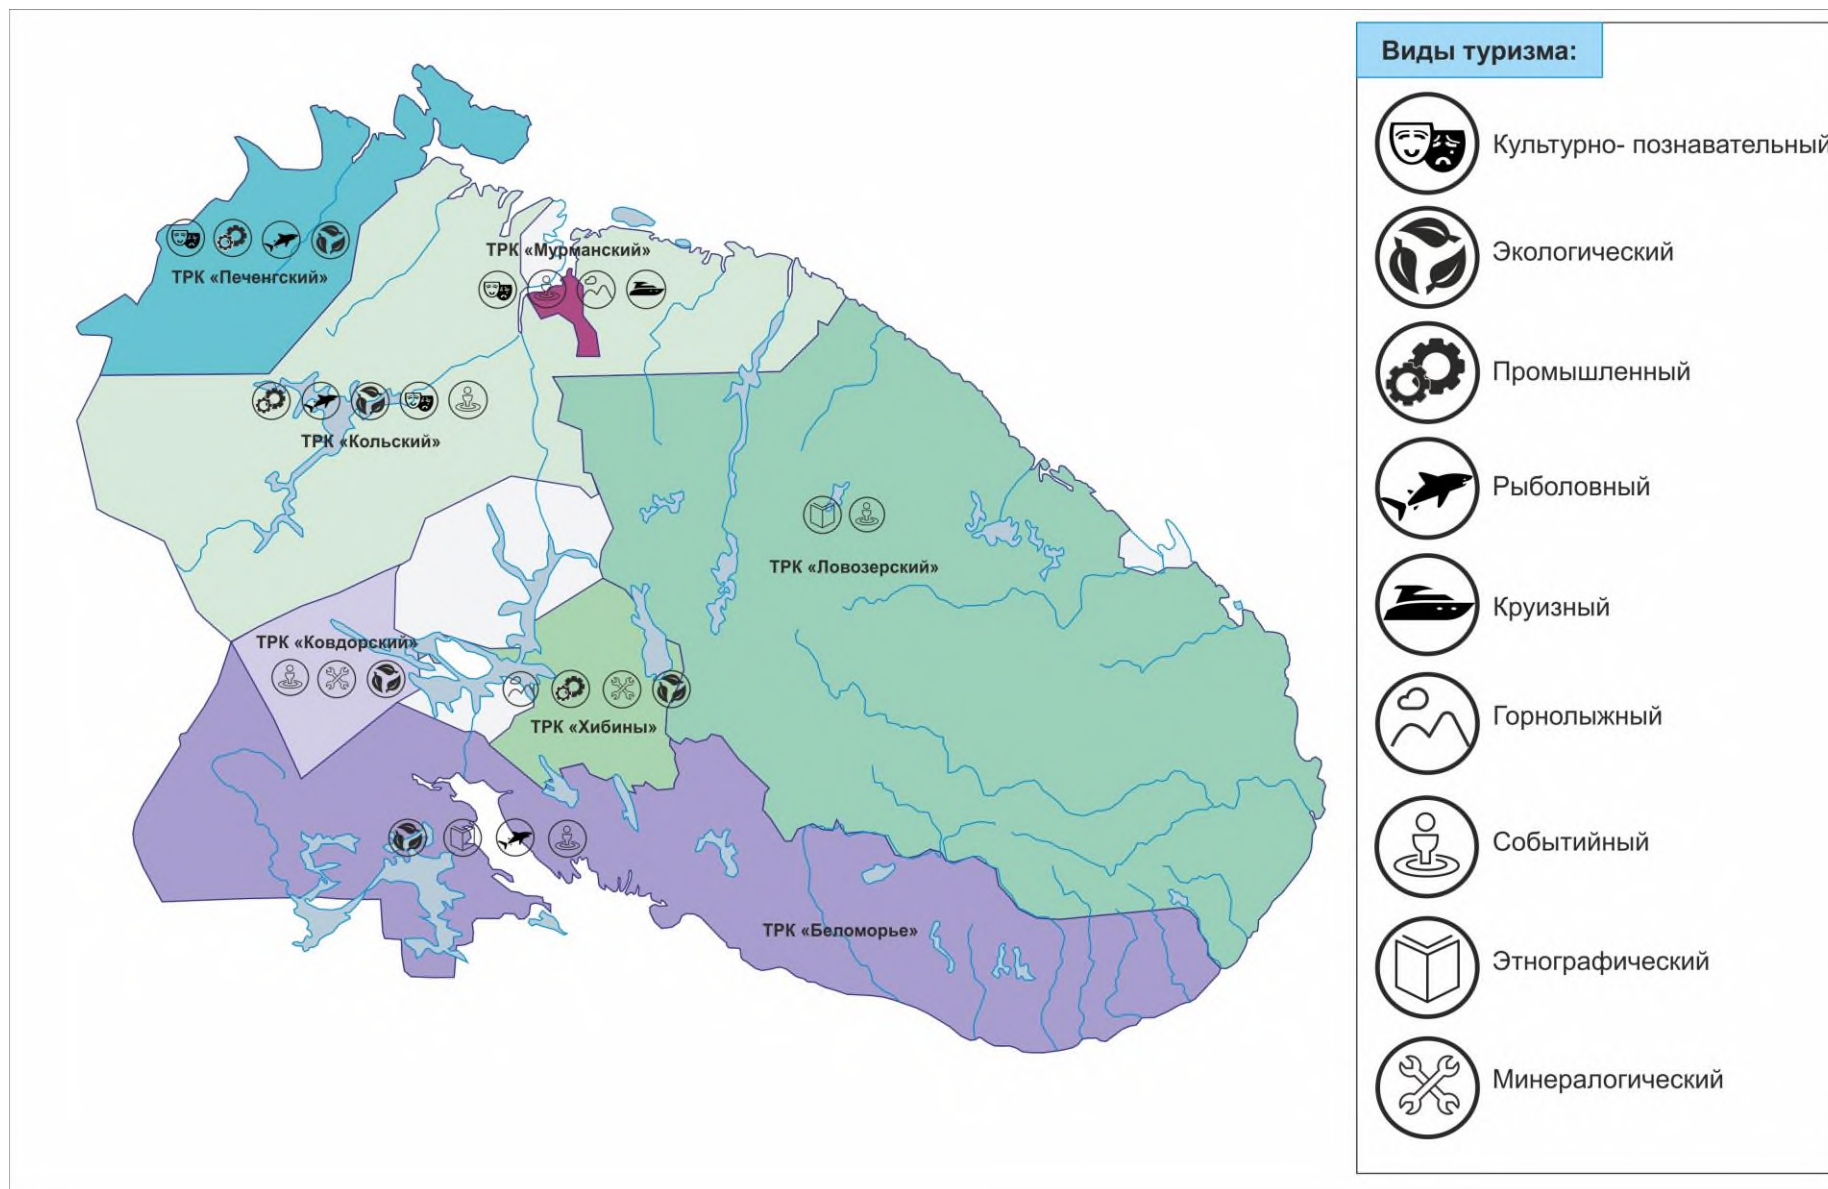 Виды туризма:
Культурно- познавательный
Экологический
Промышленный
Рыболовный
Круизный
Горнолыжный
Событийный
Этнографический
Минералогический
ТРК «Мурманский»
ТРК «Печенгский»
ТРК «Кольский»
ТРК «Ловозерский»
ТРК «Ковдорский»
ТРК «Хибины»
ТРК «Беломорье»